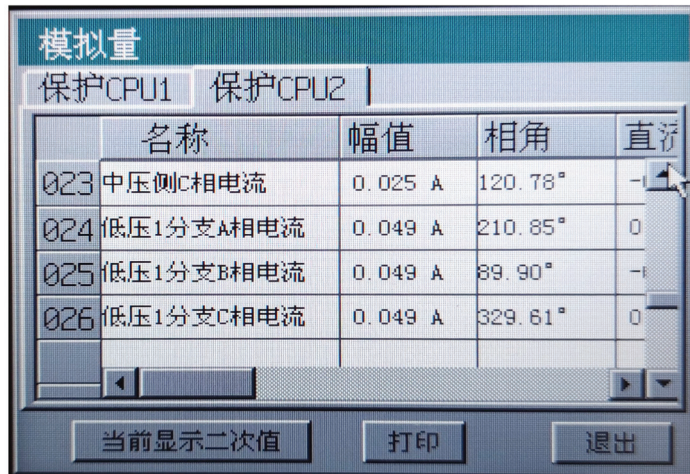 模拟量
保护CPU1 保护CPU2
名称 幅值 相角 直流
023 中压侧C相电流 0.025 A 120.78°
024 低压1分支A相电流 0.049 A 210.85° 0
025 低压1分支B相电流 0.049 A 89.90°
026 低压1分支C相电流 0.049 A 329.61° 0
当前显示二次值 打印 退出